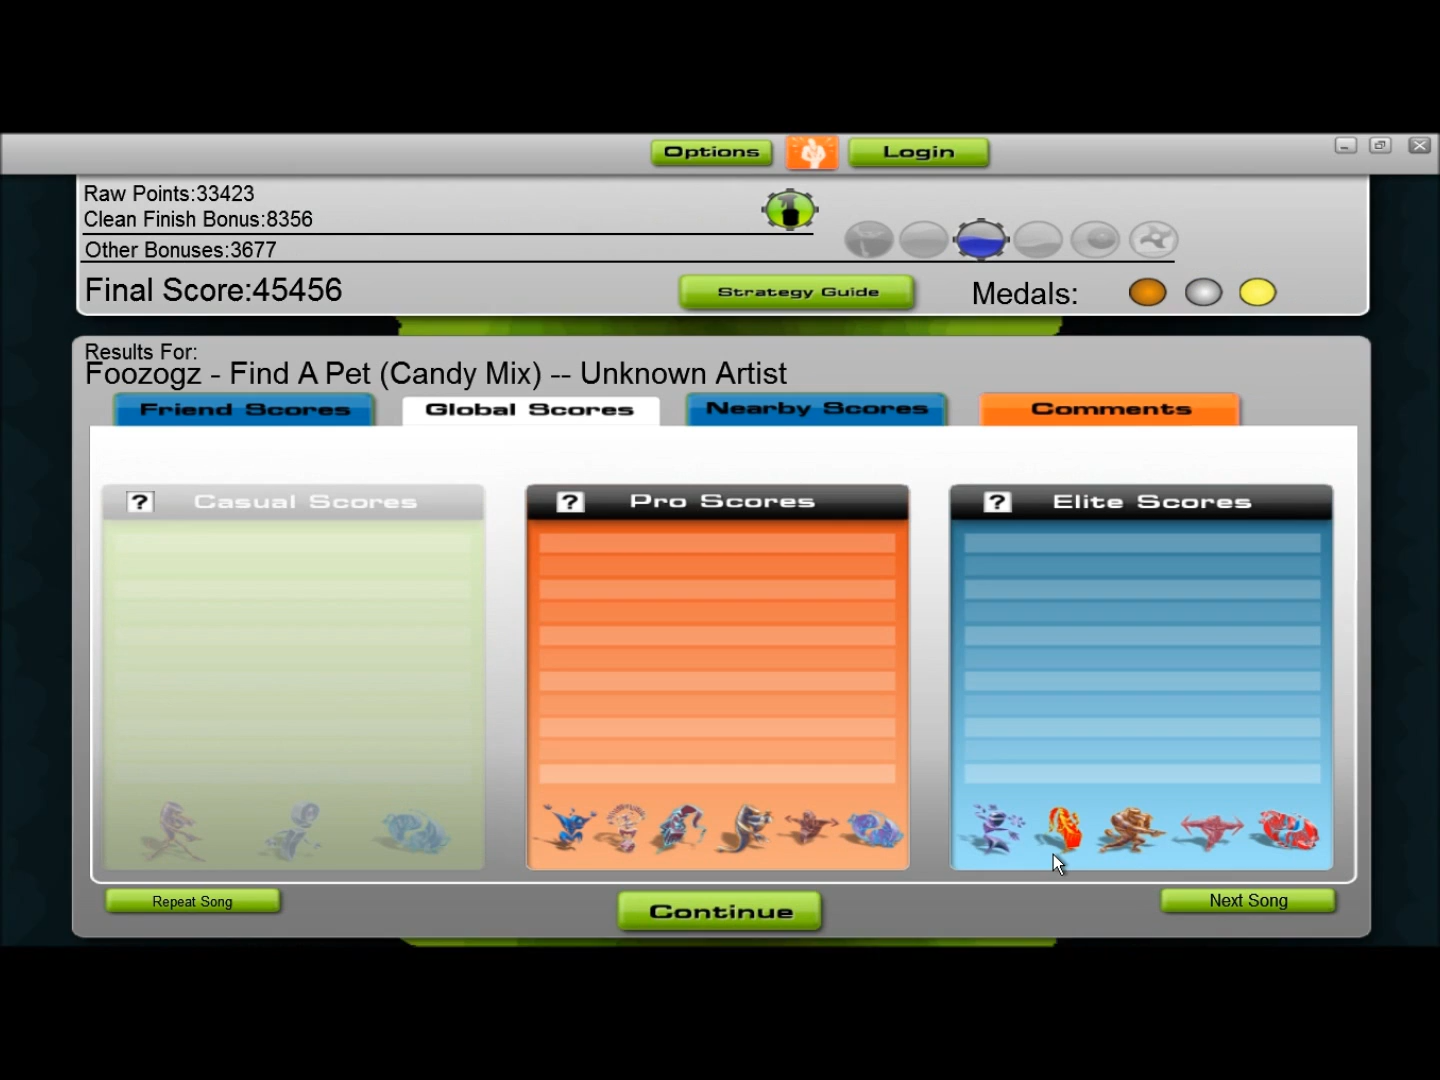 Options
Login
Raw Points:33423
Clean Finish Bonus:8356
Other Bonuses:3677
Final Score:45456
Strategy Guide
Medals:
Results For:
Foozogz - Find A Pet (Candy Mix) -- Unknown Artist
Friend Scores
Global Scores
Nearby Scores
Comments
? Casual Scores
? Pro Scores
? Elite Scores
Repeat Song
Continue
Next Song